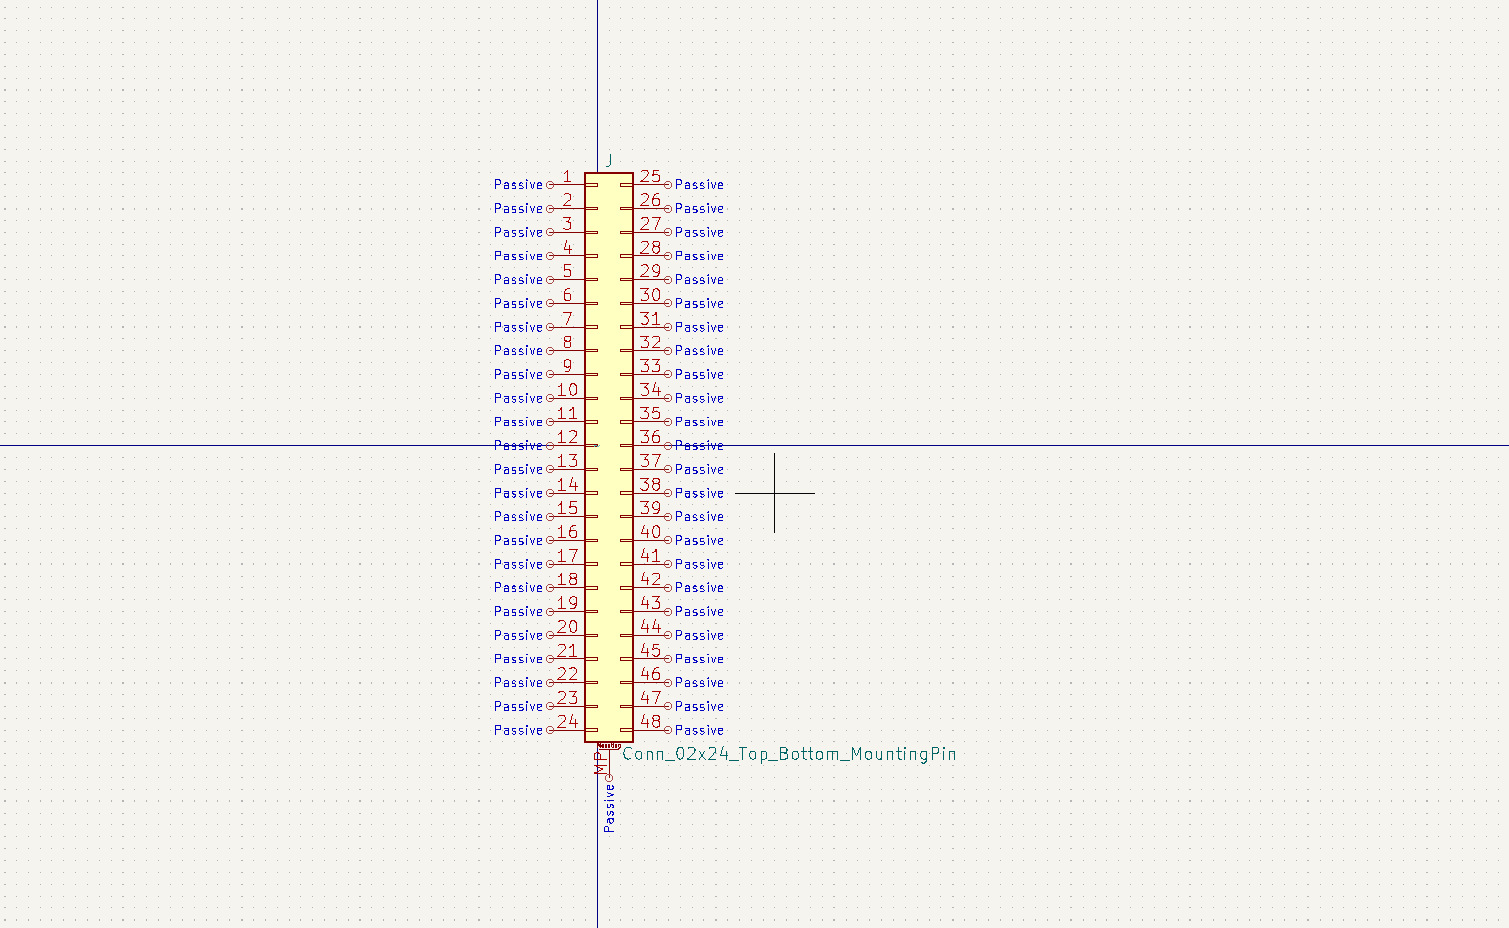 J
Passive 1 25 Passive
Passive 2 26 Passive
Passive 3 27 Passive
Passive 4 28 Passive
Passive 5 29 Passive
Passive 6 30 Passive
Passive 7 31 Passive
Passive 8 32 Passive
Passive 9 33 Passive
Passive 10 34 Passive
Passive 11 35 Passive
Passive 12 36 Passive
Passive 13 37 Passive
Passive 14 38 Passive
Passive 15 39 Passive
Passive 16 40 Passive
Passive 17 41 Passive
Passive 18 42 Passive
Passive 19 43 Passive
Passive 20 44 Passive
Passive 21 45 Passive
Passive 22 46 Passive
Passive 23 47 Passive
Passive 24 48 Passive
Mounting
Conn_02x24_Top_Bottom_MountingPin
MP
Passive